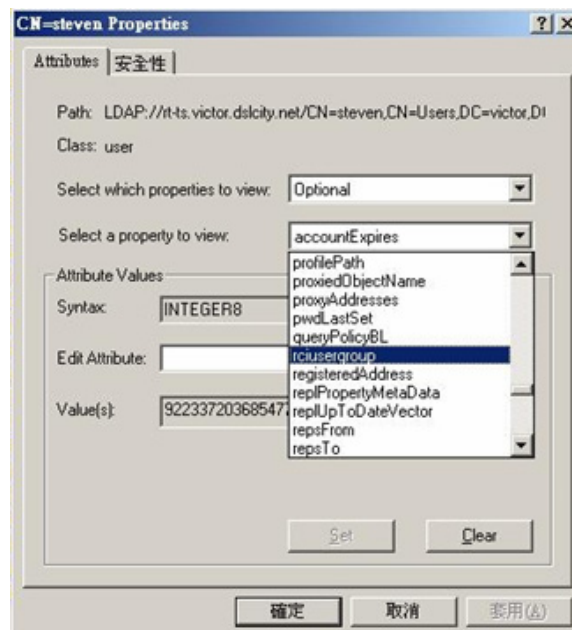 CN=steven Properties
Attributes
安全性
Path: LDAP://rt-ts.victor.dslcity.net/CN=steven,CN=Users,DC=victor,D
Class: user
Select which properties to view: Optional
Select a property to view: accountExpires
profilePath
proxiedObjectName
proxyAddresses
pwdLastSet
queryPolicyBL
rciusergroup
registeredAddress
replPropertyMetaData
replUpToDateVector
repsFrom
repsTo
Attribute Values
Syntax: INTEGER8
Edit Attribute:
Value(s): 92233720368547
Set
Clear
確定
取消
套用(A)